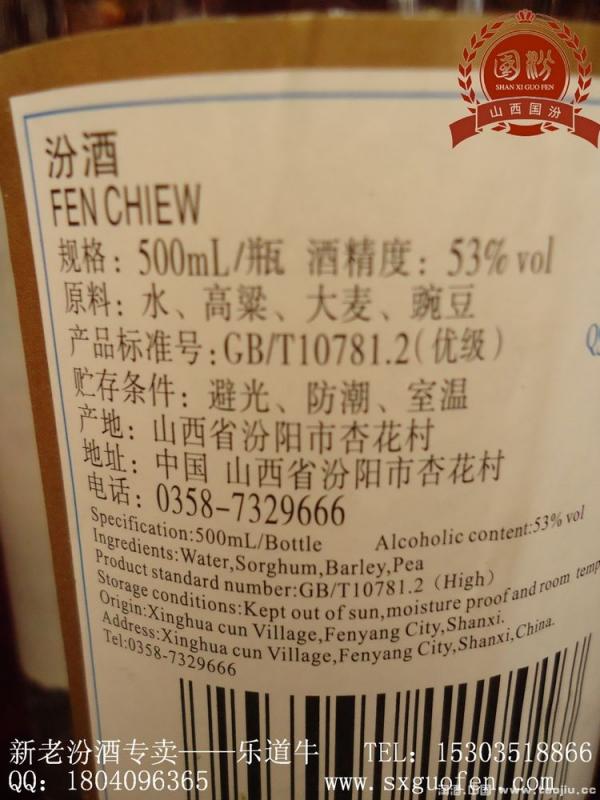 国汾
SHAN XI GUO FEN
山西国汾
汾酒
FEN CHIEW
规格：500mL/瓶 酒精度：53% vol
原料：水、高粱、大麦、豌豆
产品标准号：GB/T10781.2（优级）
贮存条件：避光、防潮、室温
产地：山西省汾阳市杏花村
地址：中国 山西省汾阳市杏花村
电话：0358-7329666
Specification:500mL/Bottle Alcoholic content:53% vol
Ingredients:Water,Sorghum,Barley,Pea
Product standard number:GB/T10781.2（High）
Storage conditions:Kept out of sun,moisture proof and room temp
Origin:Xinghua cun Village,Fenyang City,Shanxi.
Address:Xinghua cun Village,Fenyang City,Shanxi,China.
Tel:0358-7329666
新老汾酒专卖——乐道牛 TEL：15303518866
QQ：1804096365 www.sxguofen.com
www.taojiu.cc